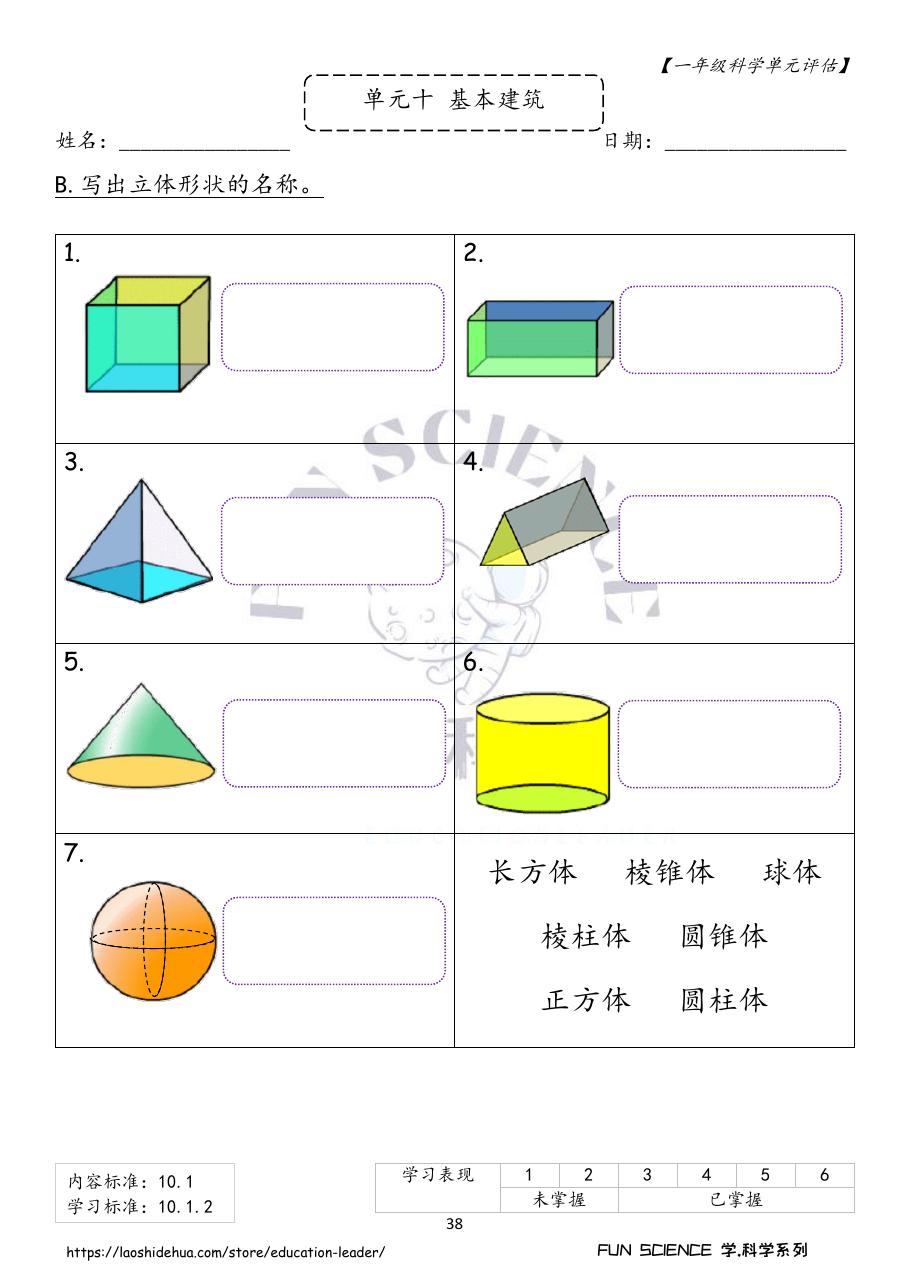 【一年级科学单元评估】
单元十 基本建筑
姓名：________________ 日期：_________________
B. 写出立体形状的名称。
1. 2.
3. 4.
5. 6.
7.
长方体 棱锥体 球体
棱柱体 圆锥体
正方体 圆柱体
FUN SCIENCE
内容标准：10.1
学习标准：10.1.2
学习表现 1 2 3 4 5 6
未掌握 已掌握
38
https://laoshidehua.com/store/education-leader/ FUN SCIENCE 学.科学系列